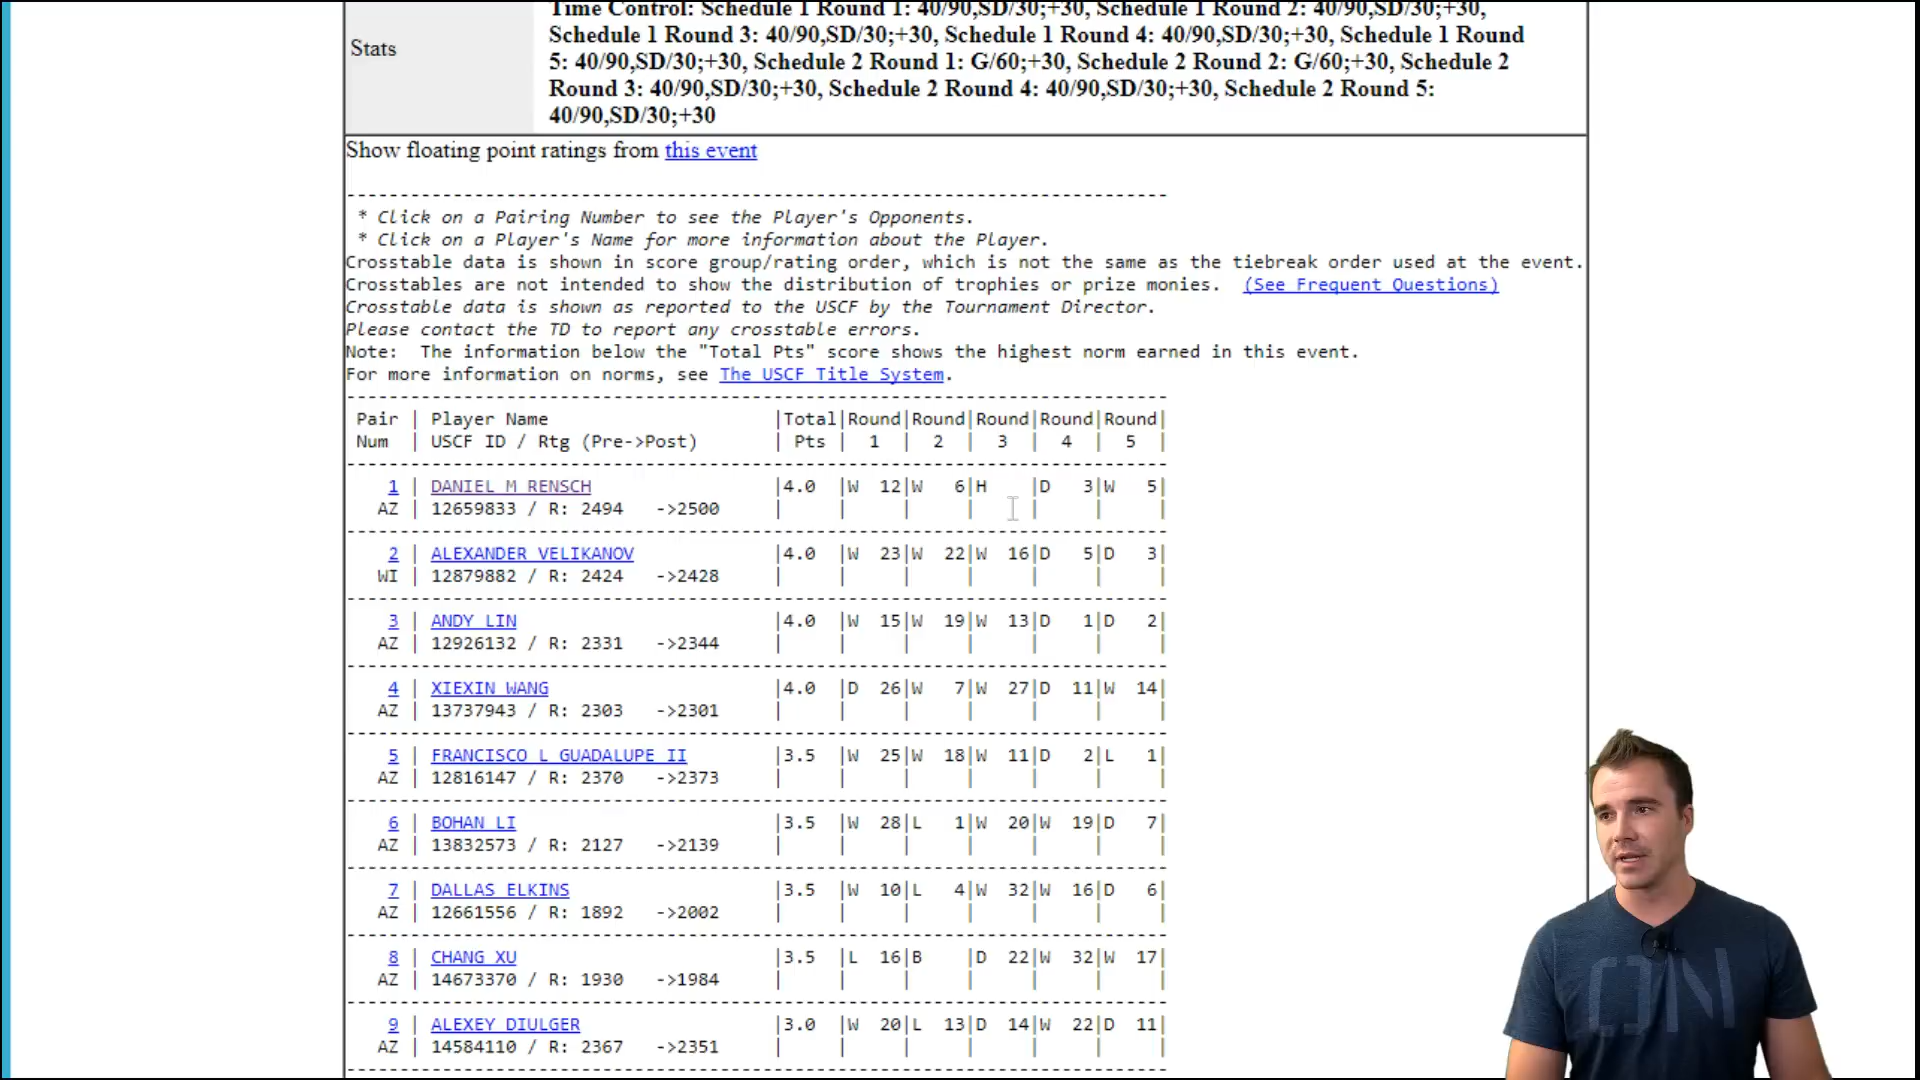 Time Control: Schedule 1 Round 1: 40/90,SD/30;+30, Schedule 1 Round 2: 40/90,SD/30;+30,
Stats
Schedule 1 Round 3: 40/90,SD/30;+30, Schedule 1 Round 4: 40/90,SD/30;+30, Schedule 1 Round
5: 40/90,SD/30;+30, Schedule 2 Round 1: G/60;+30, Schedule 2 Round 2: G/60;+30, Schedule 2
Round 3: 40/90,SD/30;+30, Schedule 2 Round 4: 40/90,SD/30;+30, Schedule 2 Round 5:
40/90,SD/30;+30
Show floating point ratings from this event
* Click on a Pairing Number to see the Player's Opponents.
* Click on a Player's Name for more information about the Player.
Crosstable data is shown in score group/rating order, which is not the same as the tiebreak order used at the event.
Crosstables are not intended to show the distribution of trophies or prize monies. (See Frequent Questions)
Crosstable data is shown as reported to the USCF by the Tournament Director.
Please contact the TD to report any crosstable errors.
Note: The information below the "Total Pts" score shows the highest norm earned in this event.
For more information on norms, see The USCF Title System.
Pair | Player Name |Total|Round|Round|Round|Round|Round|
Num | USCF ID / Rtg (Pre->Post) | Pts | 1 | 2 | 3 | 4 | 5 |
1 | DANIEL M RENSCH |4.0 |W 12|W 6|H |D 3|W 5|
AZ | 12659833 / R: 2494 ->2500 | | | | | | |
2 | ALEXANDER VELIKANOV |4.0 |W 23|W 22|W 16|D 5|D 3|
WI | 12879882 / R: 2424 ->2428 | | | | | | |
3 | ANDY LIN |4.0 |W 15|W 19|W 13|D 1|D 2|
AZ | 12926132 / R: 2331 ->2344 | | | | | | |
4 | XIEXIN WANG |4.0 |D 26|W 7|W 27|D 11|W 14|
AZ | 13737943 / R: 2303 ->2301 | | | | | | |
5 | FRANCISCO L GUADALUPE II |3.5 |W 25|W 18|W 11|D 2|L 1|
AZ | 12816147 / R: 2370 ->2373 | | | | | | |
6 | BOHAN LI |3.5 |W 28|L 1|W 20|W 19|D 7|
AZ | 13832573 / R: 2127 ->2139 | | | | | | |
7 | DALLAS ELKINS |3.5 |W 10|L 4|W 32|W 16|D 6|
AZ | 12661556 / R: 1892 ->2002 | | | | | | |
8 | CHANG XU |3.5 |L 16|B |D 22|W 32|W 17|
AZ | 14673370 / R: 1930 ->1984 | | | | | | |
9 | ALEXEY DIULGER |3.0 |W 20|L 13|D 14|W 22|D 11|
AZ | 14584110 / R: 2367 ->2351 | | | | | | |
ON